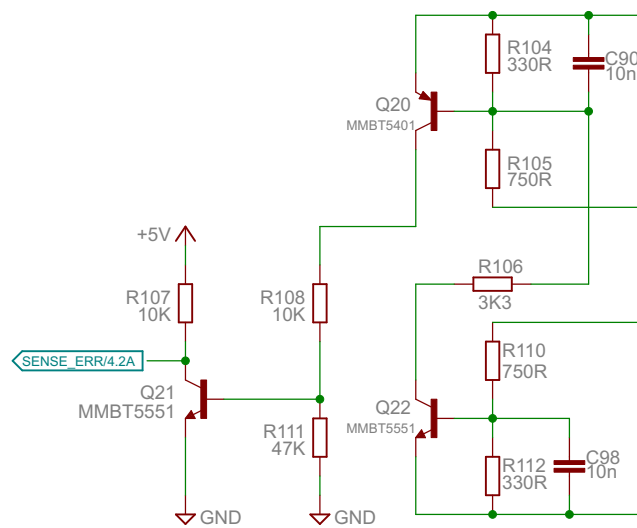 R104
330R
C90
10n
Q20
MMBT5401
R105
750R
+5V
R106
3K3
R107
10K
R108
10K
SENSE_ERR/4.2A
R110
750R
Q21
MMBT5551
Q22
MMBT5551
R111
47K
R112
330R
C98
10n
GND
GND